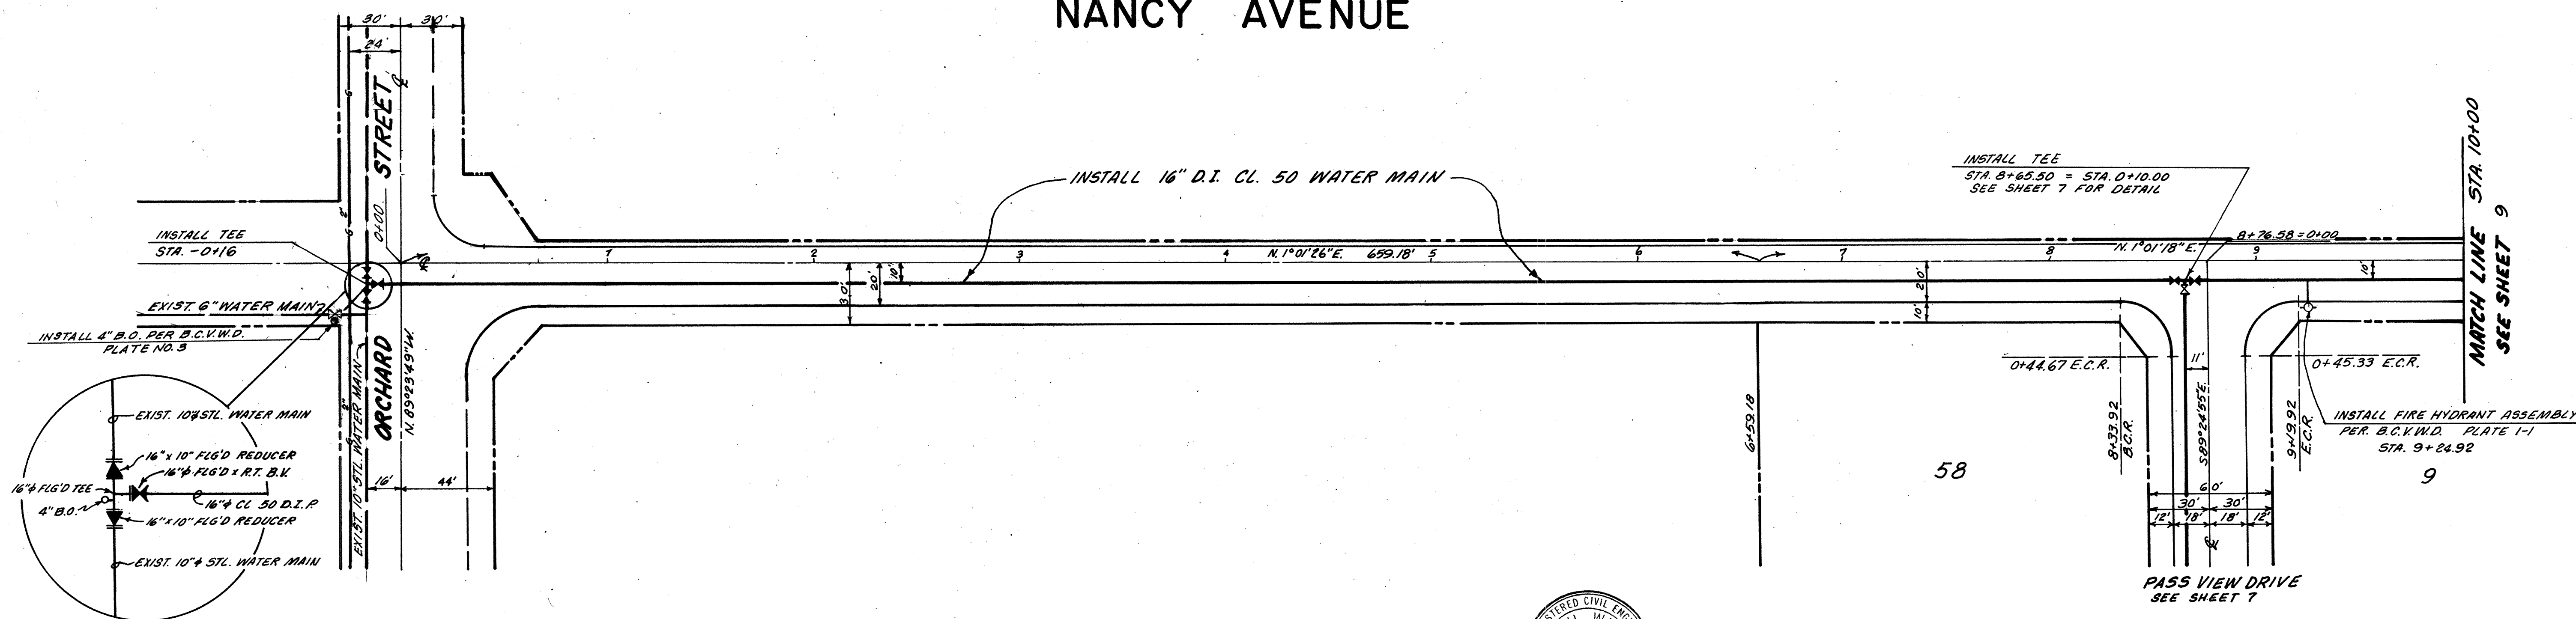 NANCY AVENUE
30'
30'
24'
STREET
℄
0+00
ORCHARD
N. 89°23'49"W.
6"
2"
6"
2"
INSTALL TEE
STA. -0+16
EXIST. 6" WATER MAIN
INSTALL 4" B.O. PER B.C.V.W.D.
PLATE NO. 3
EXIST. 10" STL. WATER MAIN
16'
44'
EXIST. 10"ϕ STL. WATER MAIN
16" x 10" FLG'D REDUCER
16"ϕ FLG'D x R.T. B.V.
16"ϕ FLG'D TEE
4" B.O.
16"ϕ CL 50 D.I.P.
16" x 10" FLG'D REDUCER
EXIST. 10"ϕ STL. WATER MAIN
INSTALL 16" D.I. CL. 50 WATER MAIN
1
2
3
4
N. 1°01'26"E. 659.18'
5
6
7
8
9
30'
20'
10'
6+59.18
20'
10'
INSTALL TEE
STA. 8+65.50 = STA. 0+10.00
SEE SHEET 7 FOR DETAIL
N. 1°01'18"E.
8+76.58 = 0+00
10'
0+44.67 E.C.R.
8+33.92
B.C.R.
11'
S89°24'55"E.
9+19.92
E.C.R.
0+45.33 E.C.R.
MATCH LINE STA. 10+00
SEE SHEET 9
INSTALL FIRE HYDRANT ASSEMBLY
PER. B.C.V.W.D. PLATE 1-1
STA. 9+24.92
58
9
60'
30'
30'
12'
18'
18'
12'
℄
PASS VIEW DRIVE
SEE SHEET 7
CIVIL